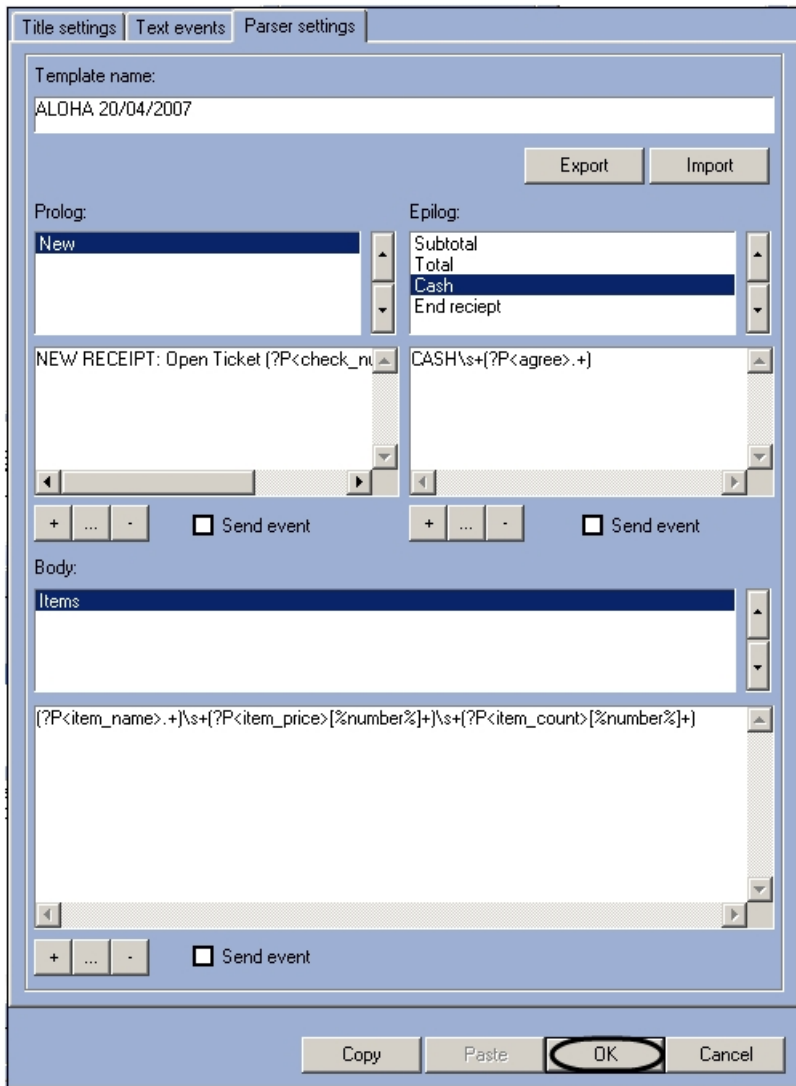 Title settings Text events Parser settings
Template name:
ALOHA 20/04/2007
Export Import
Prolog: Epilog:
New
Subtotal
Total
Cash
End reciept
NEW RECEIPT: Open Ticket (?P<check_nu
CASH\s+(?P<agree>.+)
+ ... - Send event + ... - Send event
Body:
Items
(?P<item_name>.+)\s+(?P<item_price>[%number%]+)\s+(?P<item_count>[%number%]+)
+ ... - Send event
Copy Paste OK Cancel